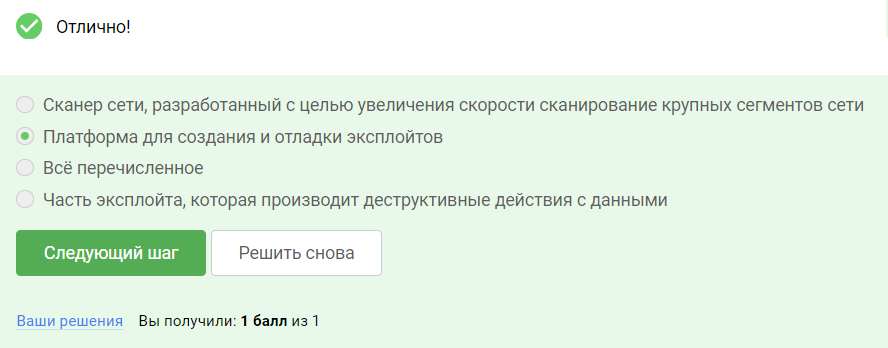 Отлично!
Сканер сети, разработанный с целью увеличения скорости сканирование крупных сегментов сети
Платформа для создания и отладки эксплойтов
Всё перечисленное
Часть эксплойта, которая производит деструктивные действия с данными
Следующий шаг Решить снова
Ваши решения Вы получили: 1 балл из 1